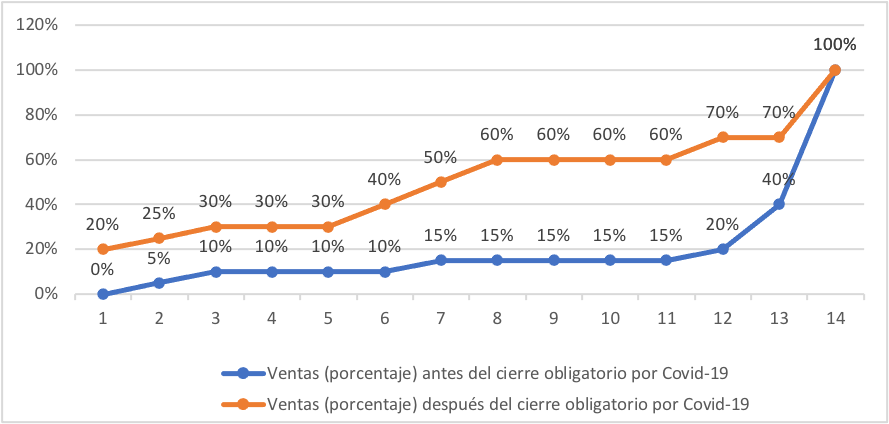 120%
100%
80%
60%
40%
20%
0%
100%
70% 70%
60% 60% 60% 60%
50%
40%
30% 30% 30%
25%
20%
40%
20%
15% 15% 15% 15% 15%
10% 10% 10% 10%
5%
0%
1 2 3 4 5 6 7 8 9 10 11 12 13 14
Ventas (porcentaje) antes del cierre obligatorio por Covid-19
Ventas (porcentaje) después del cierre obligatorio por Covid-19